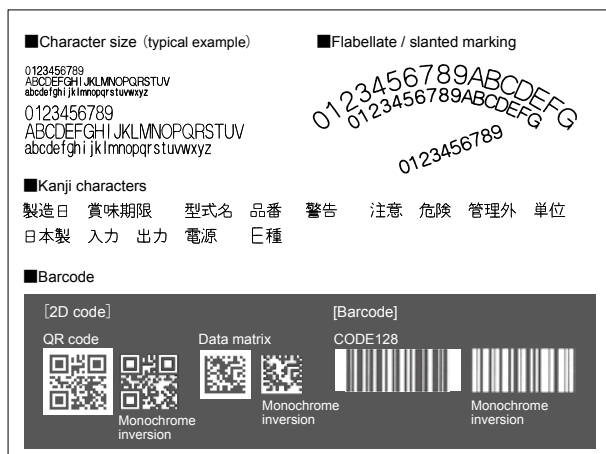 ■Character size (typical example)
0123456789
ABCDEFGHIJKLMNOPQRSTUV
abcdefghijklmnopqrstuvwxyz
0123456789
ABCDEFGHIJKLMNOPQRSTUV
abcdefghijklmnopqrstuvwxyz
■Flabellate / slanted marking
0123456789ABCDEFG
0123456789ABCDEFG
0123456789
■Kanji characters
製造日 賞味期限 型式名 品番 警告 注意 危険 管理外 単位
日本製 入力 出力 電源 E種
■Barcode
[2D code] [Barcode]
QR code Data matrix CODE128
Monochrome inversion
Monochrome inversion
Monochrome inversion